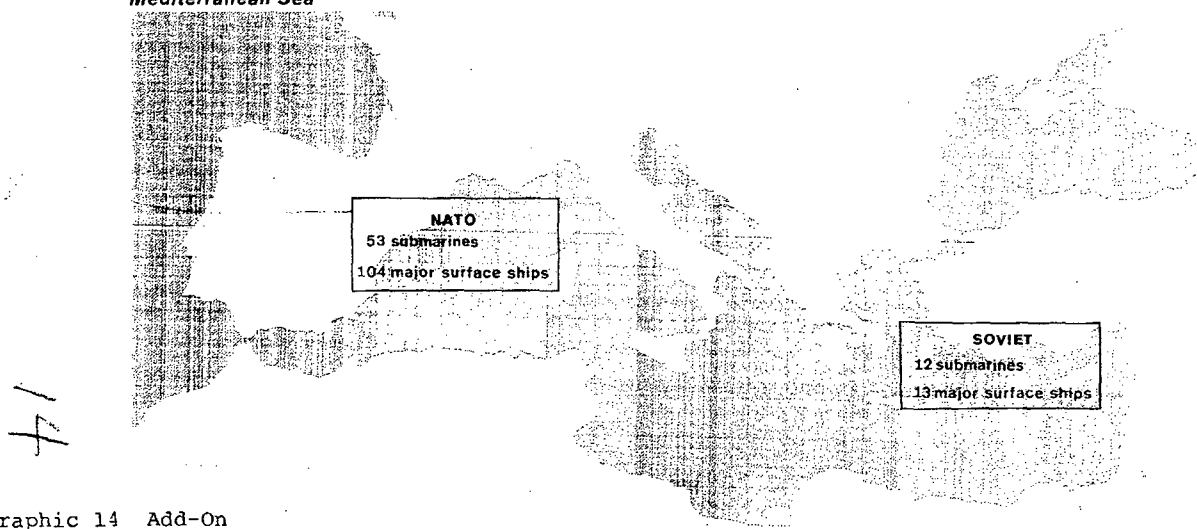 Mediterranean Sea
NATO
53 submarines
104 major surface ships
SOVIET
12 submarines
13 major surface ships
14
raphic 14 Add-On